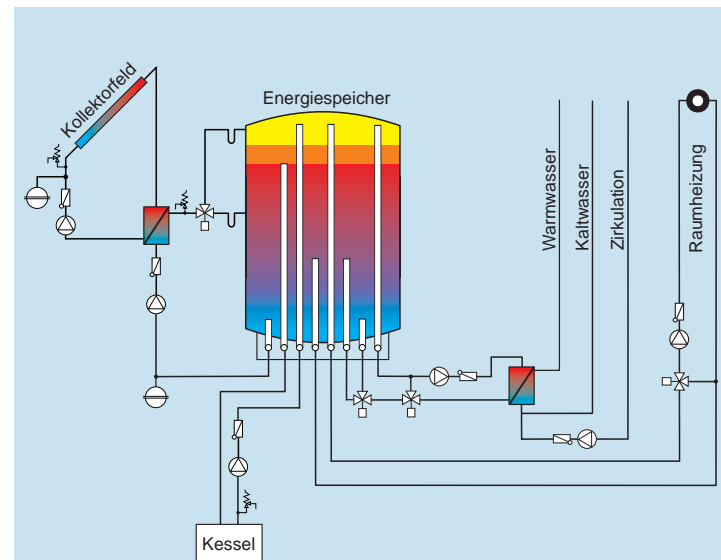 Energiespeicher
Kollektorfeld
Warmwasser
Kaltwasser
Zirkulation
Raumheizung
Kessel